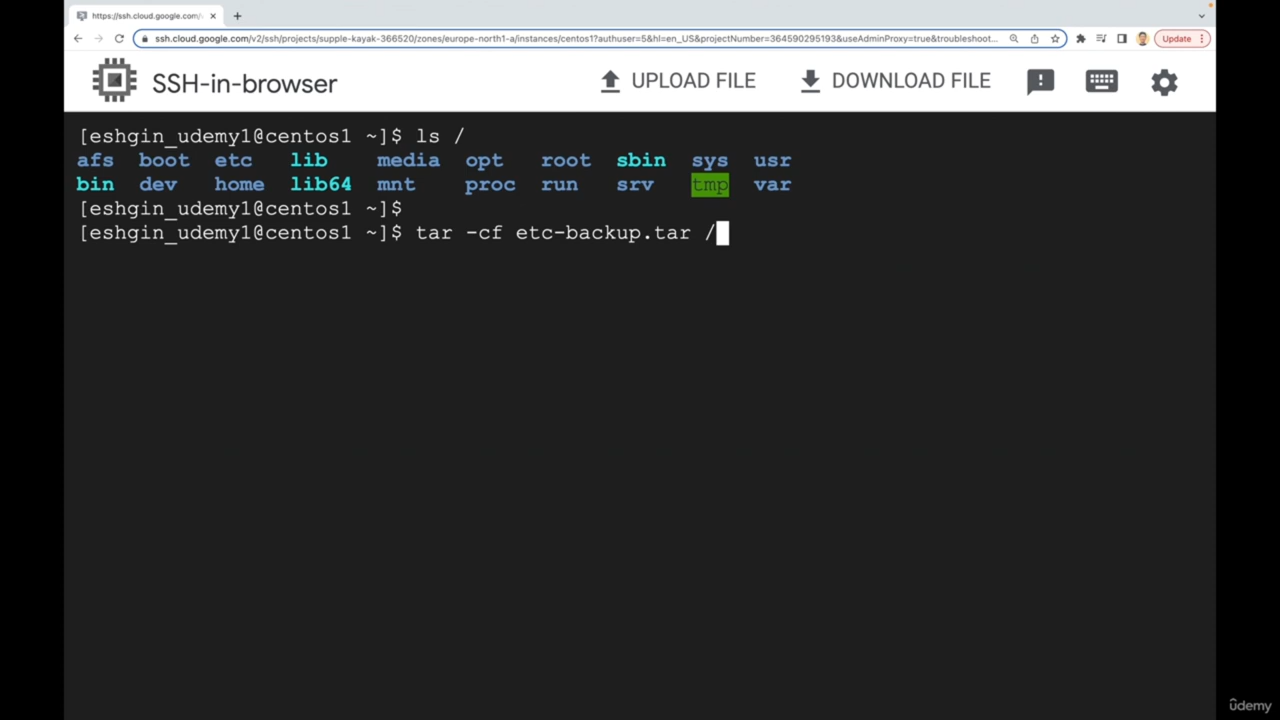 https://ssh.cloud.google.com/v
ssh.cloud.google.com/v2/ssh/projects/supple-kayak-366520/zones/europe-north1-a/instances/centos1?authuser=5&hl=en_US&projectNumber=364590295193&useAdminProxy=true&troubleshoot... Update
SSH-in-browser UPLOAD FILE DOWNLOAD FILE
[eshgin_udemy1@centos1 ~]$ ls /
afs boot etc lib media opt root sbin sys usr
bin dev home lib64 mnt proc run srv tmp var
[eshgin_udemy1@centos1 ~]$
[eshgin_udemy1@centos1 ~]$ tar -cf etc-backup.tar /
udemy